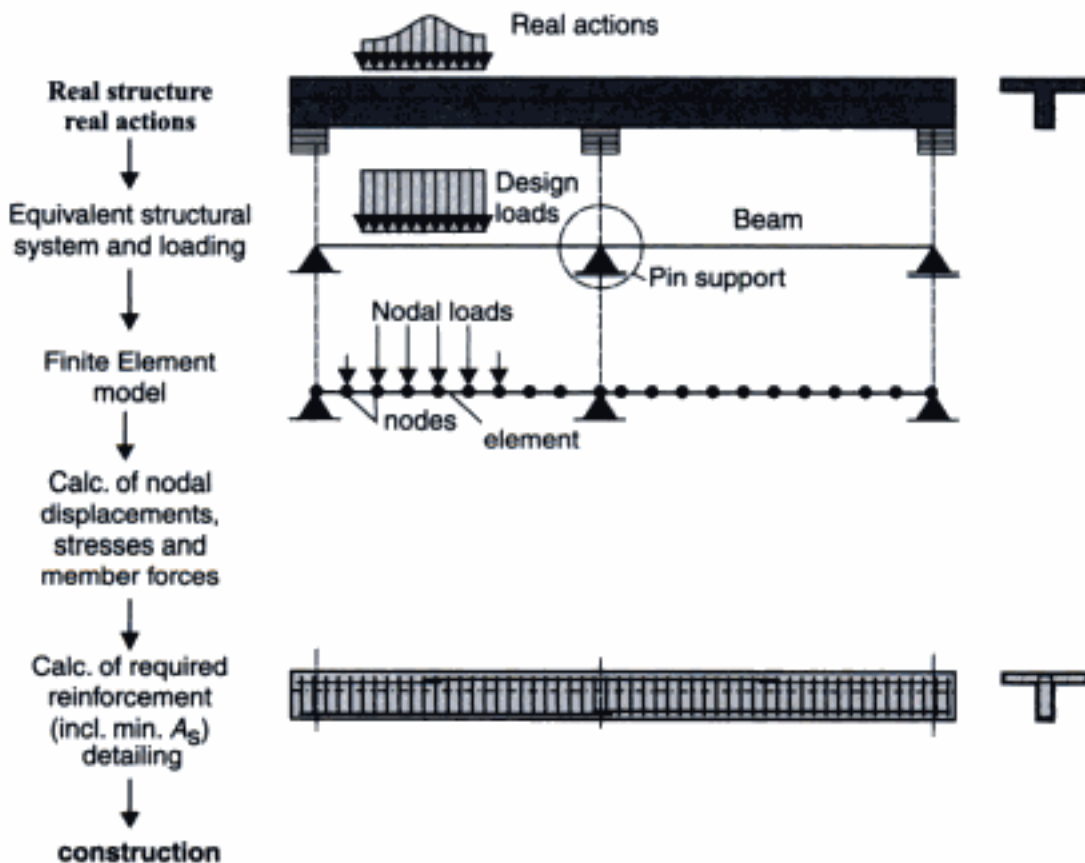 Real actions
Real structure
real actions
Design
loads
Equivalent structural
system and loading
Beam
Pin support
Nodal loads
Finite Element
model
nodes
element
Calc. of nodal
displacements,
stresses and
member forces
Calc. of required
reinforcement
(incl. min. As)
detailing
construction